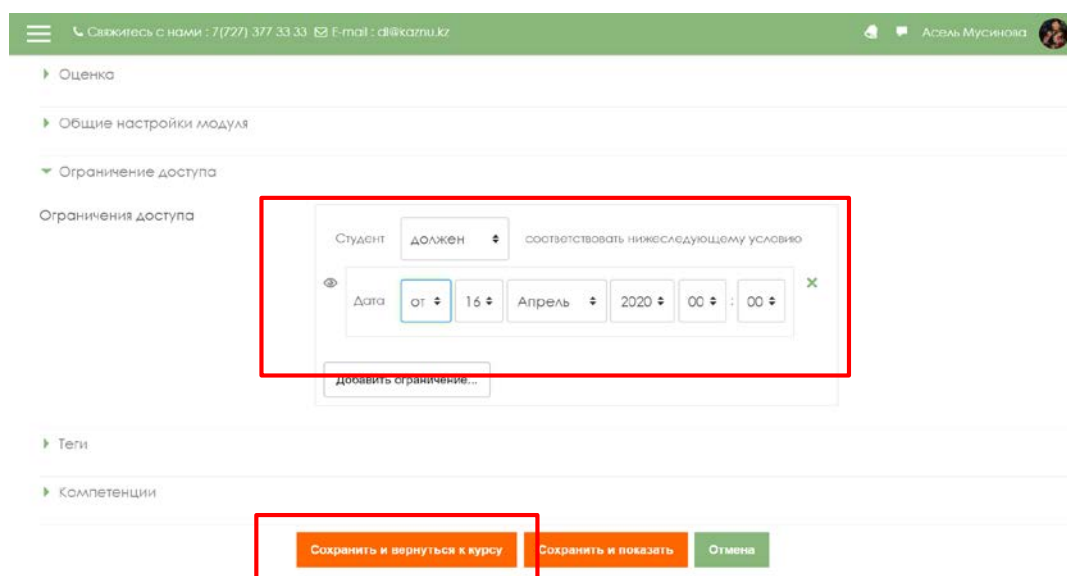 Свяжитесь с нами : 7(727) 377 33 33 E-mail : dl@kaznu.kz Асель Мусинова
Оценка
Общие настройки модуля
Ограничение доступа
Ограничения доступа
Студент должен соответствовать нижеследующему условию
Дата от 16 Апрель 2020 00 : 00
Добавить ограничение...
Теги
Компетенции
Сохранить и вернуться к курсу Сохранить и показать Отмена